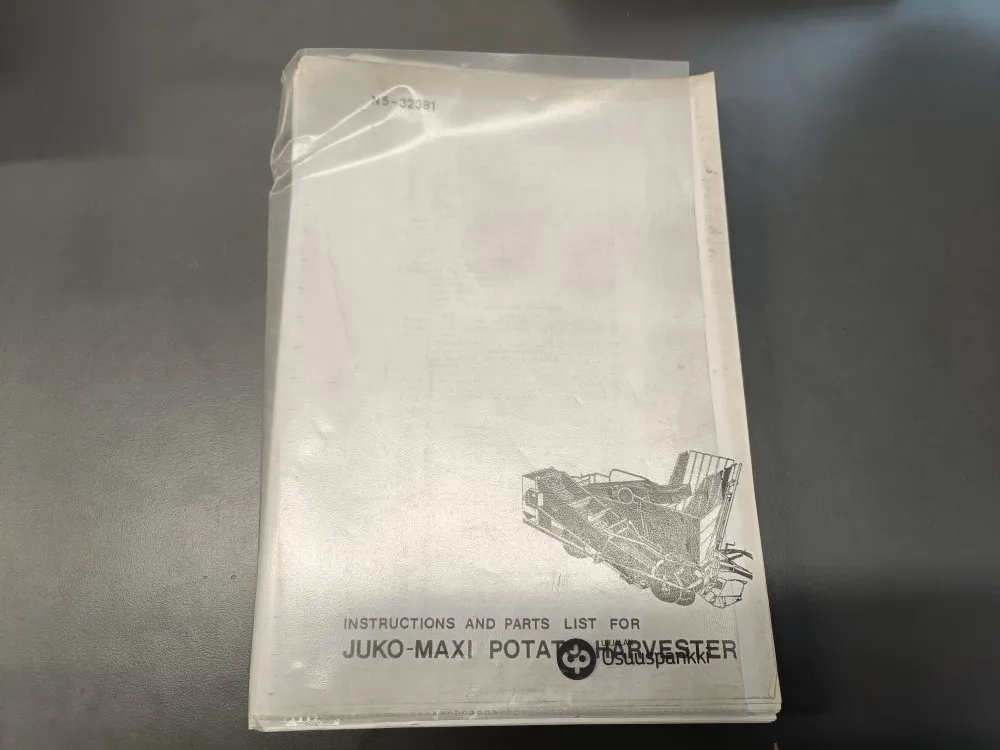 N5-32381
INSTRUCTIONS AND PARTS LIST FOR
JUKO-MAXI POTATO HARVESTER
Osuuspankki